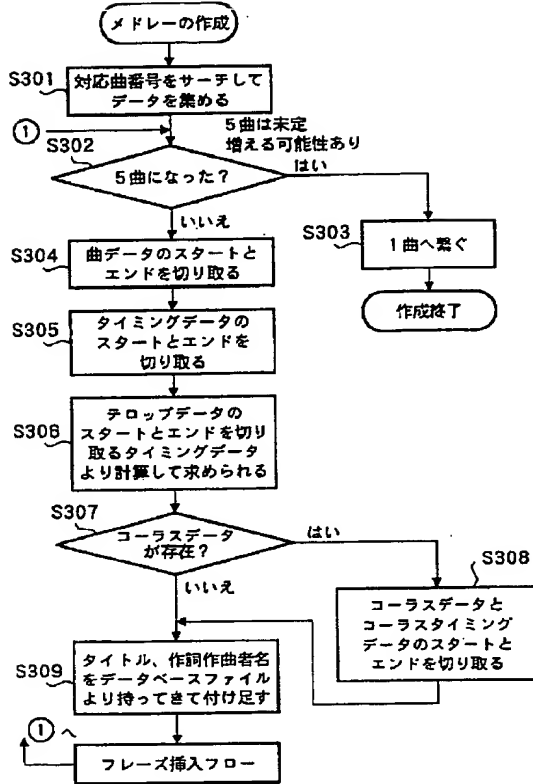 メドレーの作成
S301
対応曲番号をサーチして
データを集める
①
5曲は未定
増える可能性あり
S302
5曲になった?
はい
いいえ
S303
1曲へ繋ぐ
作成終了
S304
曲データのスタートと
エンドを切り取る
S305
タイミングデータの
スタートとエンドを
切り取る
S306
テロップデータの
スタートとエンドを切り
取るタイミングデータ
より計算して求められる
S307
コーラスデータ
が存在?
はい
いいえ
S308
コーラスデータと
コーラスタイミング
データのスタートと
エンドを切り取る
S309
タイトル、作詞作曲者名
をデータベースファイル
より持ってきて付け足す
①へ
フレーズ挿入フロー